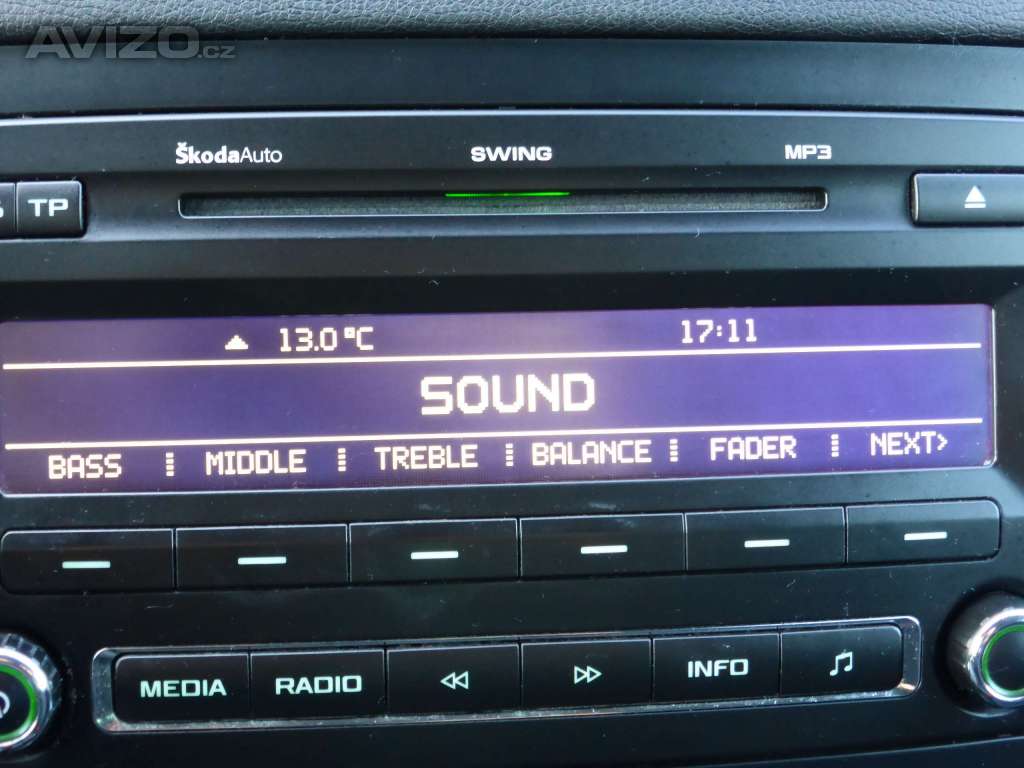 AVIZO.cz
ŠkodaAuto SWING MP3
TP
13.0°C 17:11
SOUND
BASS MIDDLE TREBLE BALANCE FADER NEXT>
MEDIA RADIO INFO